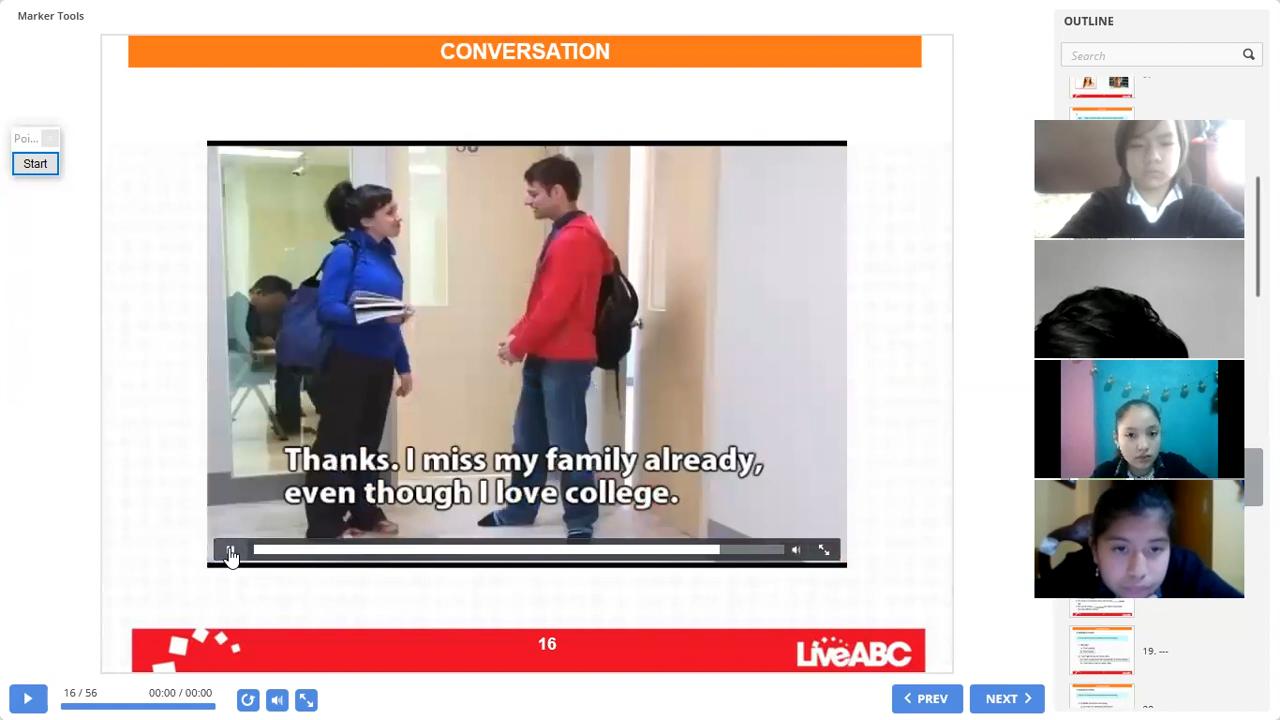 Marker Tools
OUTLINE
CONVERSATION
Search
Poi...
Start
Thanks. I miss my family already,
even though I love college.
16
LiveABC
19, ---
16 / 56
00:00 / 00:00
PREV
NEXT